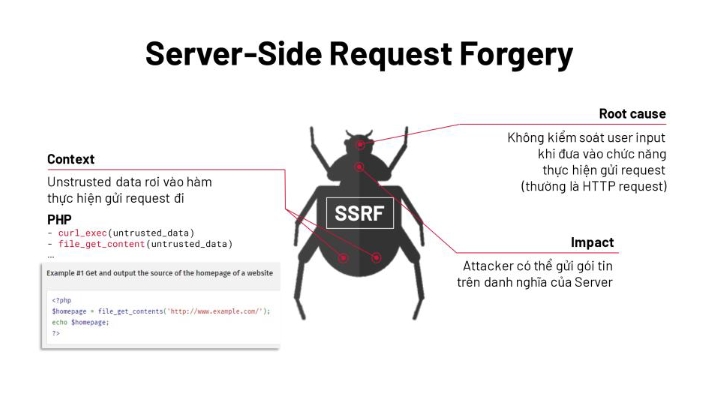 Server-Side Request Forgery
Root cause
Không kiểm soát user input
khi đưa vào chức năng
thực hiện gửi request
(thường là HTTP request)
Context
Unstrusted data rơi vào hàm
thực hiện gửi request đi
PHP
- curl_exec(untrusted_data)
- file_get_content(untrusted_data)
...
SSRF
Impact
Attacker có thể gửi gói tin
trên danh nghĩa của Server
Example #1 Get and output the source of the homepage of a website
<?php
$homepage = file_get_contents('http://www.example.com/');
echo $homepage;
?>